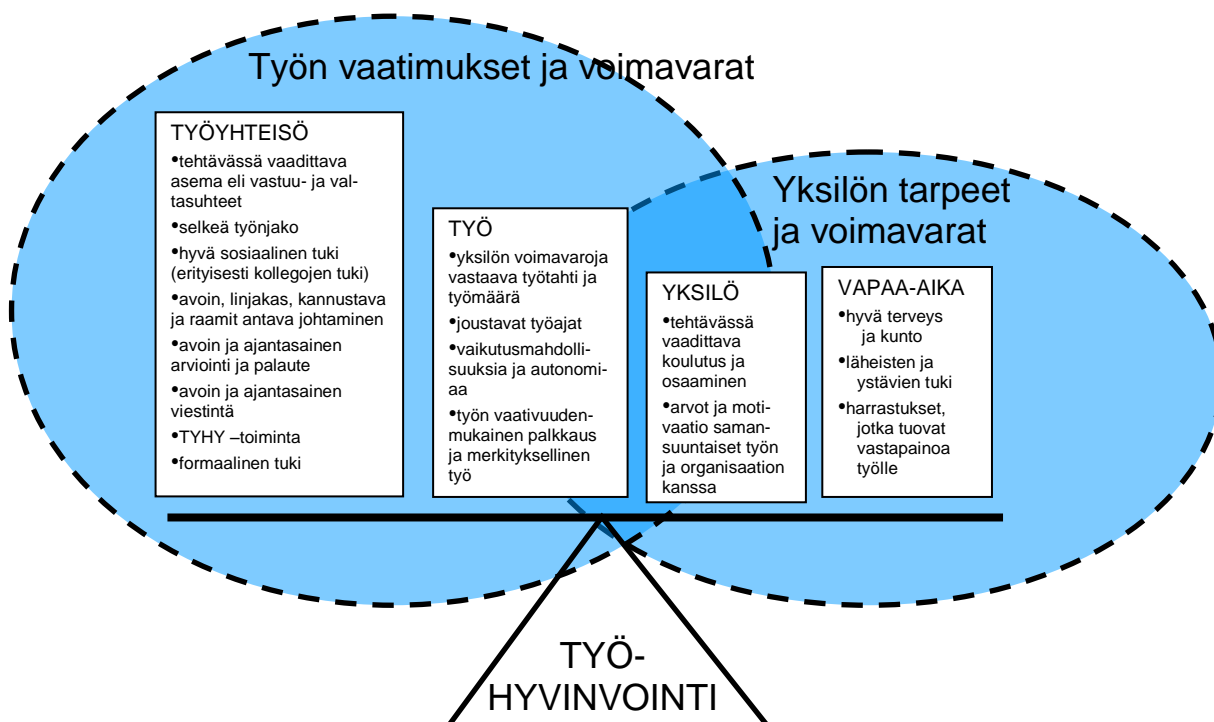 Työn vaatimukset ja voimavarat
TYÖYHTEISÖ
•tehtävässä vaadittava
asema eli vastuu- ja val-
tasuhteet
•selkeä työnjako
•hyvä sosiaalinen tuki
(erityisesti kollegojen tuki)
•avoin, linjakas, kannustava
ja raamit antava johtaminen
•avoin ja ajantasainen
arviointi ja palaute
•avoin ja ajantasainen
viestintä
•TYHY –toiminta
•formaalinen tuki
TYÖ
•yksilön voimavaroja
vastaava työtahti ja
työmäärä
•joustavat työajat
•vaikutusmahdolli-
suuksia ja autonomi-
aa
•työn vaativuuden-
mukainen palkkaus
ja merkityksellinen
työ
Yksilön tarpeet
ja voimavarat
YKSILÖ
•tehtävässä
vaadittava
koulutus ja
osaaminen
•arvot ja moti-
vaatio saman-
suuntaiset työn
ja organisaation
kanssa
VAPAA-AIKA
•hyvä terveys
ja kunto
•läheisten ja
ystävien tuki
•harrastukset,
jotka tuovat
vastapainoa
työlle
TYÖ-
HYVINVOINTI